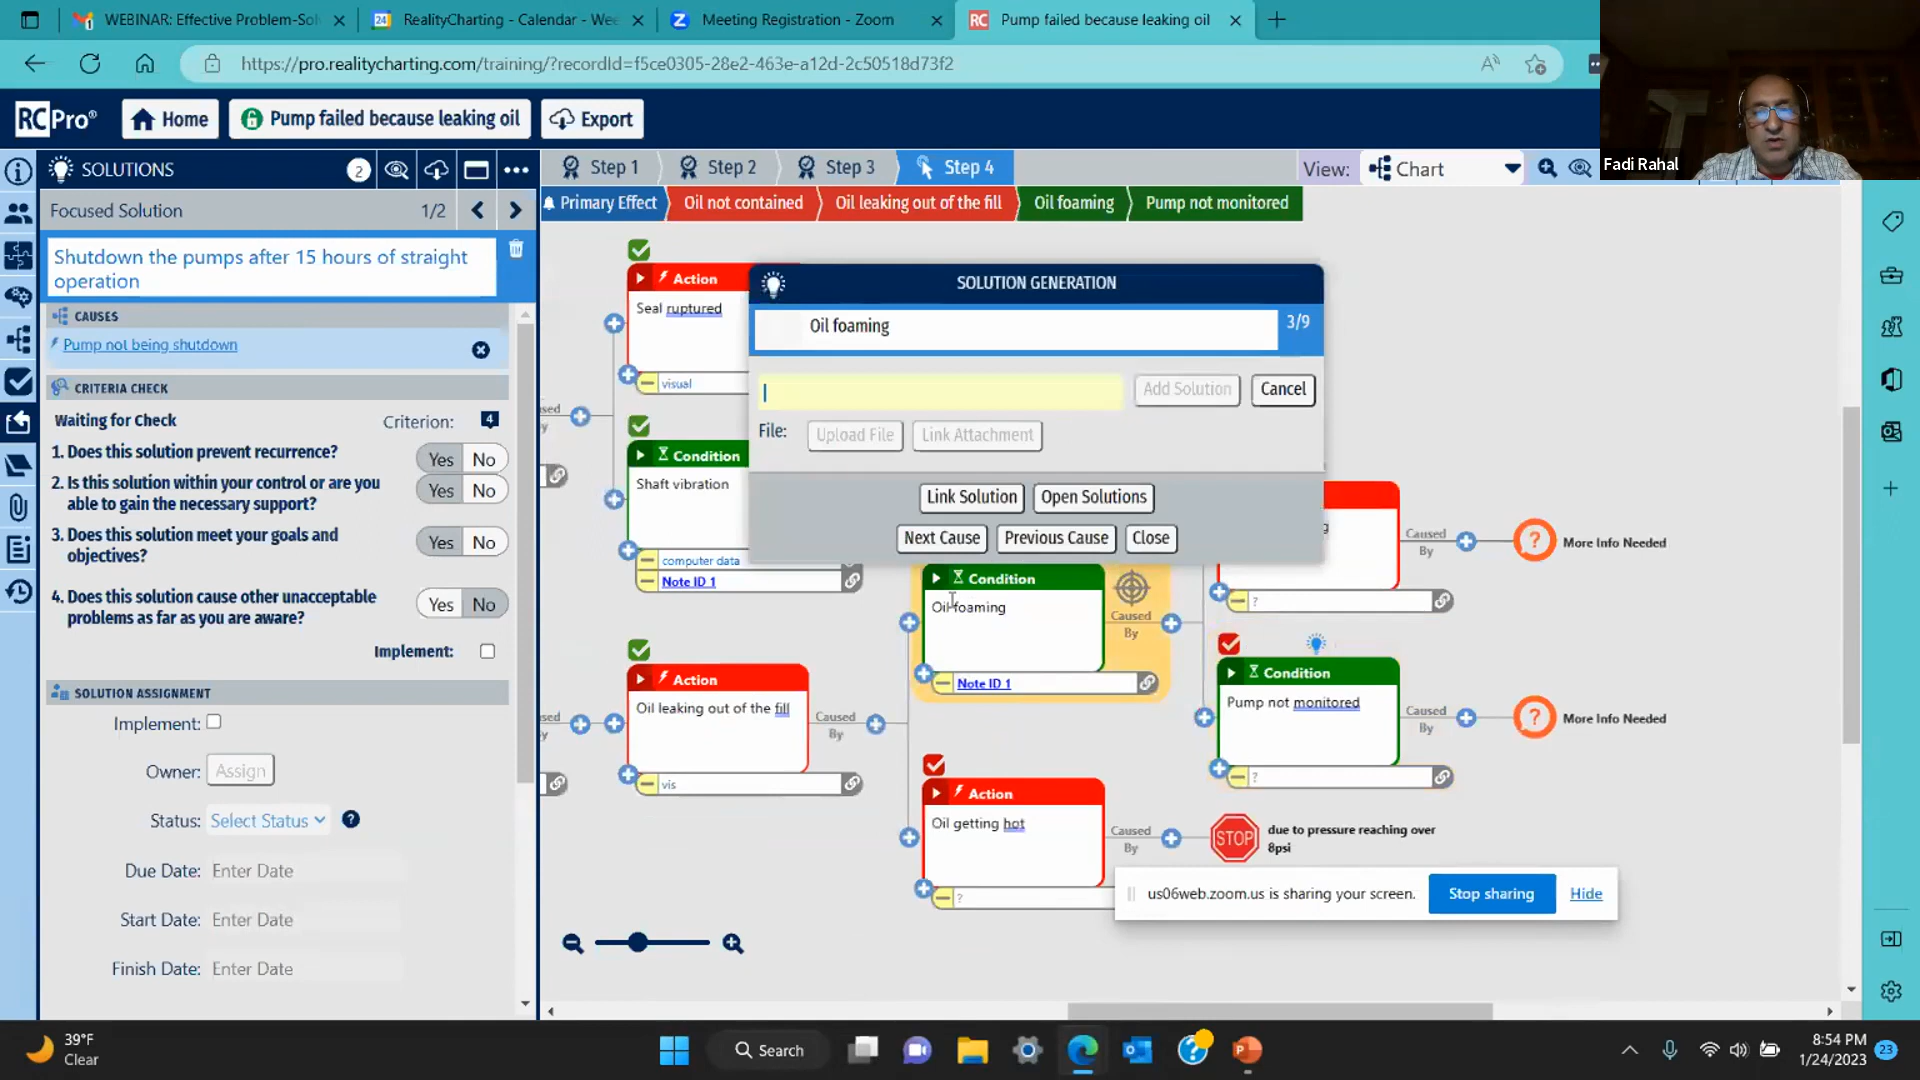 WEBINAR: Effective Problem-Sol
RealityCharting - Calendar - Wee
Meeting Registration - Zoom
RC Pump failed because leaking oil
https://pro.realitycharting.com/training/?recordId=f5ce0305-28e2-463e-a12d-2c50518d73f2
Fadi Rahal
RC Pro®
Home
Pump failed because leaking oil
Export
SOLUTIONS
2
Step 1
Step 2
Step 3
Step 4
View:
Chart
Focused Solution
1/2
Primary Effect
Oil not contained
Oil leaking out of the fill
Oil foaming
Pump not monitored
Shutdown the pumps after 15 hours of straight
operation
CAUSES
Pump not being shutdown
CRITERIA CHECK
Waiting for Check
Criterion:
4
1. Does this solution prevent recurrence?
Yes No
2. Is this solution within your control or are you
able to gain the necessary support?
Yes No
3. Does this solution meet your goals and
objectives?
Yes No
4. Does this solution cause other unacceptable
problems as far as you are aware?
Yes No
Implement:
SOLUTION ASSIGNMENT
Implement:
Owner: Assign
Status: Select Status
Due Date: Enter Date
Start Date: Enter Date
Finish Date: Enter Date
Action
Seal ruptured
visual
Condition
Shaft vibration
computer data
Note ID 1
Action
Oil leaking out of the fill
vis
Caused
By
SOLUTION GENERATION
Oil foaming
3/9
Add Solution
Cancel
File:
Upload File
Link Attachment
Link Solution
Open Solutions
Next Cause
Previous Cause
Close
Condition
Oil foaming
Note ID 1
Caused
By
Action
Oil getting hot
?
Caused
By
STOP
due to pressure reaching over
8psi
?
Caused
By
?
More Info Needed
Condition
Pump not monitored
?
Caused
By
?
More Info Needed
us06web.zoom.us is sharing your screen.
Stop sharing
Hide
39°F
Clear
Search
8:54 PM
1/24/2023
23